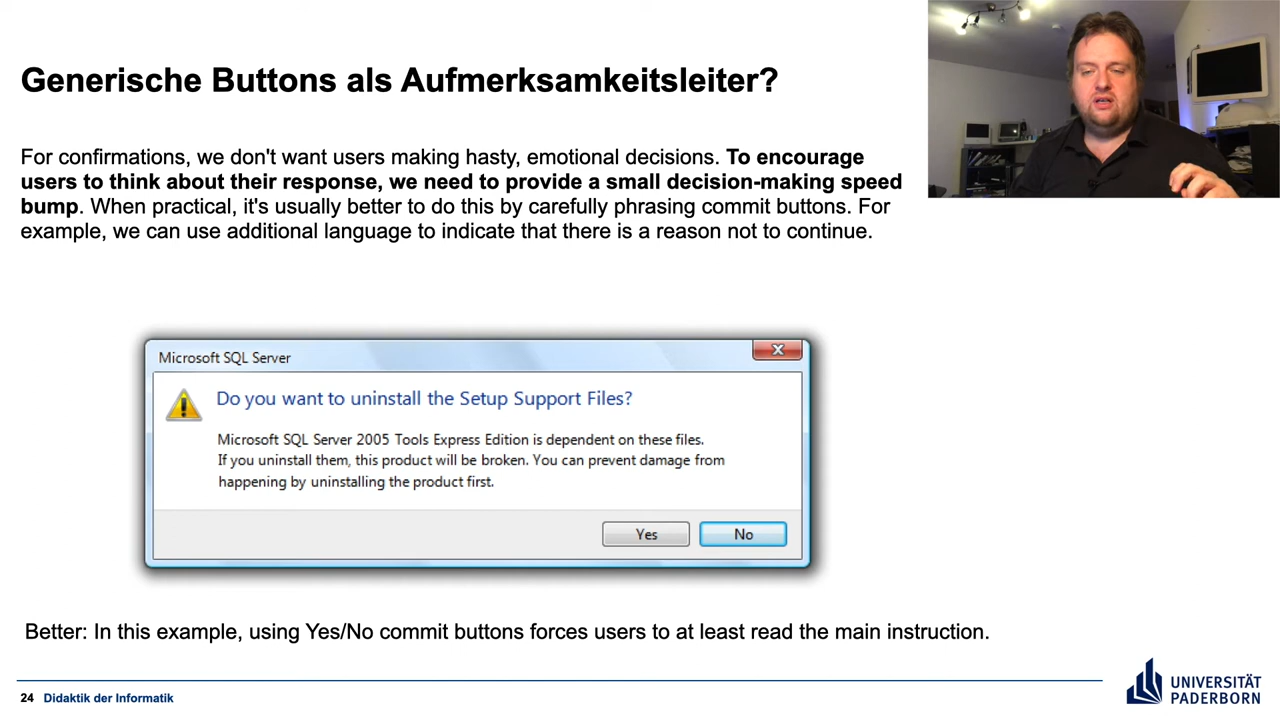 Generische Buttons als Aufmerksamkeitsleiter?
For confirmations, we don't want users making hasty, emotional decisions. To encourage
users to think about their response, we need to provide a small decision-making speed
bump. When practical, it's usually better to do this by carefully phrasing commit buttons. For
example, we can use additional language to indicate that there is a reason not to continue.
Microsoft SQL Server
Do you want to uninstall the Setup Support Files?
Microsoft SQL Server 2005 Tools Express Edition is dependent on these files.
If you uninstall them, this product will be broken. You can prevent damage from
happening by uninstalling the product first.
Yes No
Better: In this example, using Yes/No commit buttons forces users to at least read the main instruction.
24 Didaktik der Informatik
UNIVERSITÄT
PADERBORN